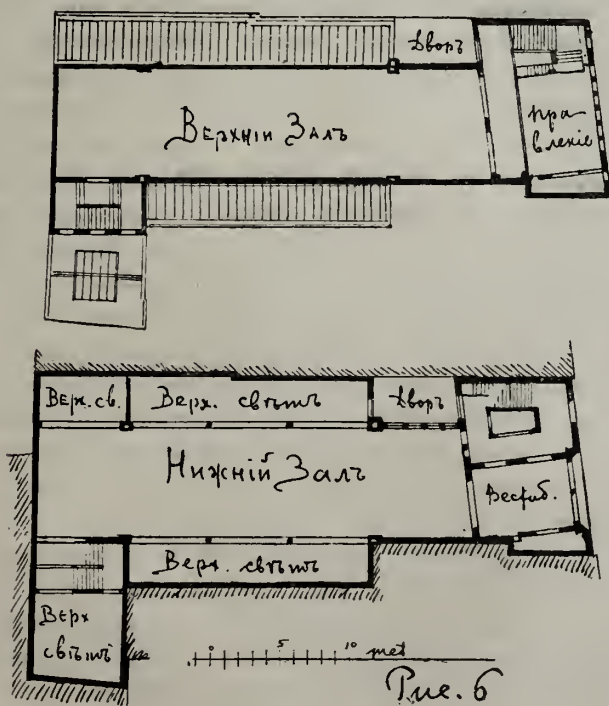 Дворъ
Верхній Залъ
пра-
вленіе
Верх. св.
Верх. свѣтъ
Дворъ
Нижній Залъ
Вестиб.
Верх. свѣтъ
Верх
свѣтъ
0 5 10 met
Рис. 6